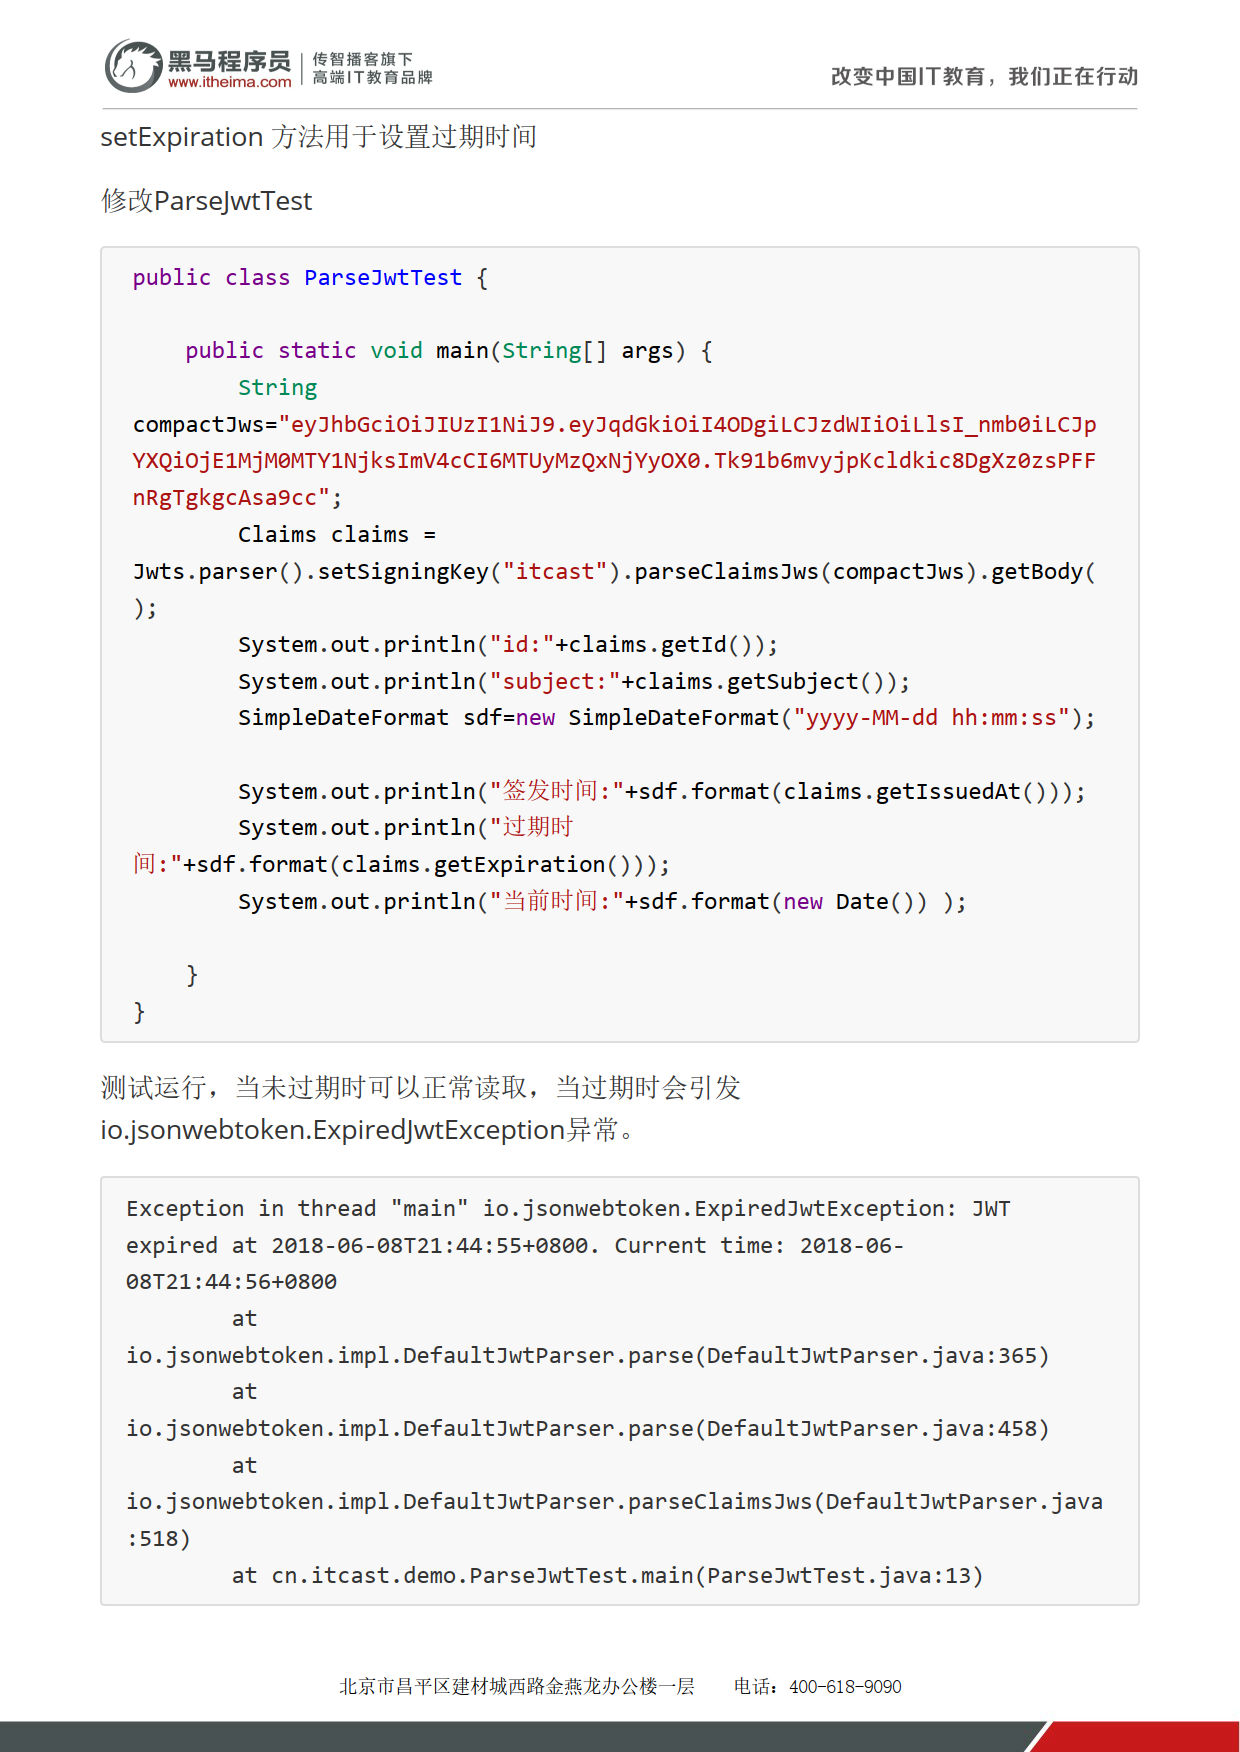 黑马程序员
www.itheima.com
传智播客旗下
高端IT教育品牌
改变中国IT教育，我们正在行动
setExpiration 方法用于设置过期时间
修改ParseJwtTest
public class ParseJwtTest {
    public static void main(String[] args) {
        String
compactJws="eyJhbGciOiJIUzI1NiJ9.eyJqdGkiOiI4ODgiLCJzdWIiOiLlsI_nmb0iLCJp
YXQiOjE1MjM0MTY1NjksImV4cCI6MTUyMzQxNjYyOX0.Tk91b6mvyjpKcldkic8DgXz0zsPFF
nRgTgkgcAsa9cc";
        Claims claims =
Jwts.parser().setSigningKey("itcast").parseClaimsJws(compactJws).getBody(
);
        System.out.println("id:"+claims.getId());
        System.out.println("subject:"+claims.getSubject());
        SimpleDateFormat sdf=new SimpleDateFormat("yyyy-MM-dd hh:mm:ss");
        System.out.println("签发时间:"+sdf.format(claims.getIssuedAt()));
        System.out.println("过期时
间:"+sdf.format(claims.getExpiration()));
        System.out.println("当前时间:"+sdf.format(new Date()) );
    }
}
测试运行，当未过期时可以正常读取，当过期时会引发
io.jsonwebtoken.ExpiredJwtException异常。
Exception in thread "main" io.jsonwebtoken.ExpiredJwtException: JWT
expired at 2018-06-08T21:44:55+0800. Current time: 2018-06-
08T21:44:56+0800
        at
io.jsonwebtoken.impl.DefaultJwtParser.parse(DefaultJwtParser.java:365)
        at
io.jsonwebtoken.impl.DefaultJwtParser.parse(DefaultJwtParser.java:458)
        at
io.jsonwebtoken.impl.DefaultJwtParser.parseClaimsJws(DefaultJwtParser.java
:518)
        at cn.itcast.demo.ParseJwtTest.main(ParseJwtTest.java:13)
北京市昌平区建材城西路金燕龙办公楼一层 电话：400-618-9090